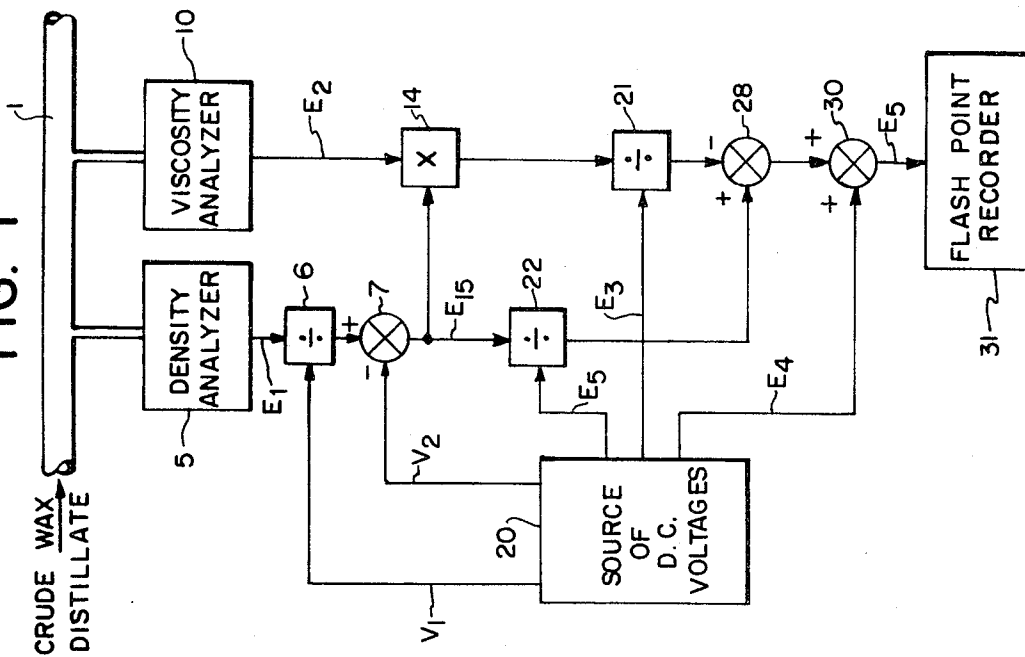 FIG. 1
CRUDE WAX
DISTILLATE
1
DENSITY
ANALYZER
5
VISCOSITY
ANALYZER
10
E1
E2
÷
6
+
-
7
X
14
E15
÷
22
÷
21
V1
V2
E5
E3
-
+
28
SOURCE
OF
D.C.
VOLTAGES
20
E4
+
+
30
E5
FLASH POINT
RECORDER
31